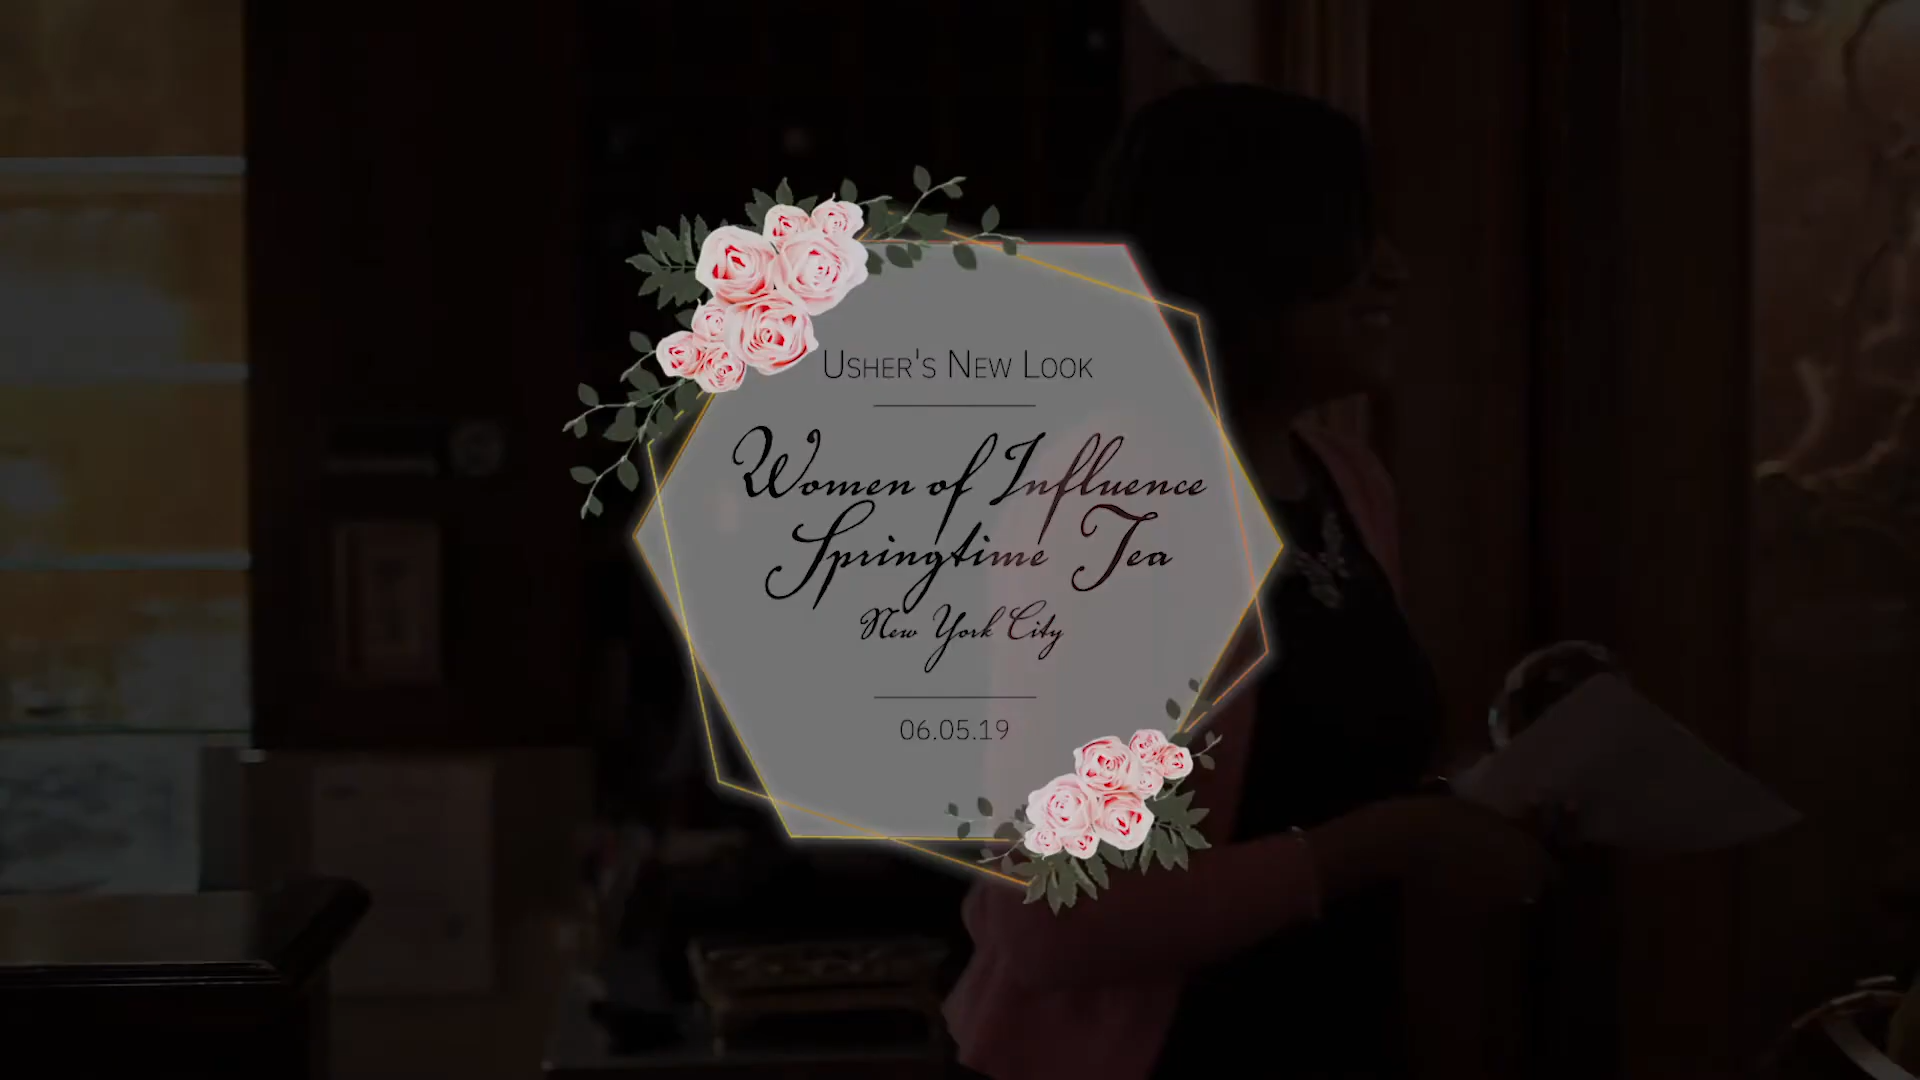 Usher's New Look
Women of Influence
Springtime Tea
New York City
06.05.19